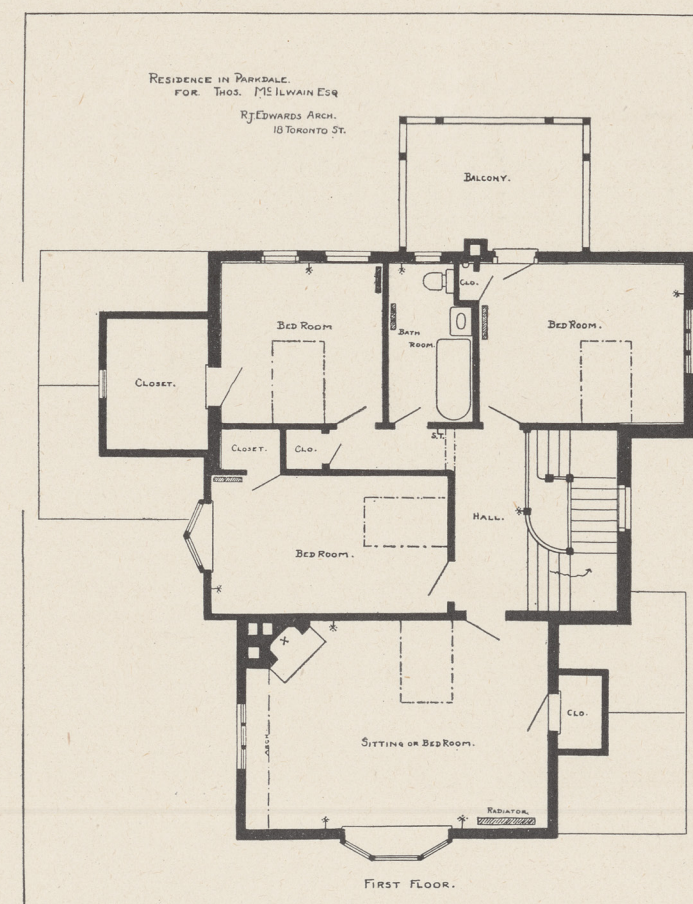 RESIDENCE IN PARKDALE.
FOR THOS. McILWAIN ESQ
R.J.EDWARDS ARCH.
18 TORONTO ST.
BALCONY.
CLO.
BED ROOM
BATH
ROOM.
BED ROOM.
CLOSET.
S.T.
CLOSET.
CLO.
HALL.
BED ROOM.
CLO.
SITTING OR BED ROOM.
ARCH
RADIATOR.
FIRST FLOOR.